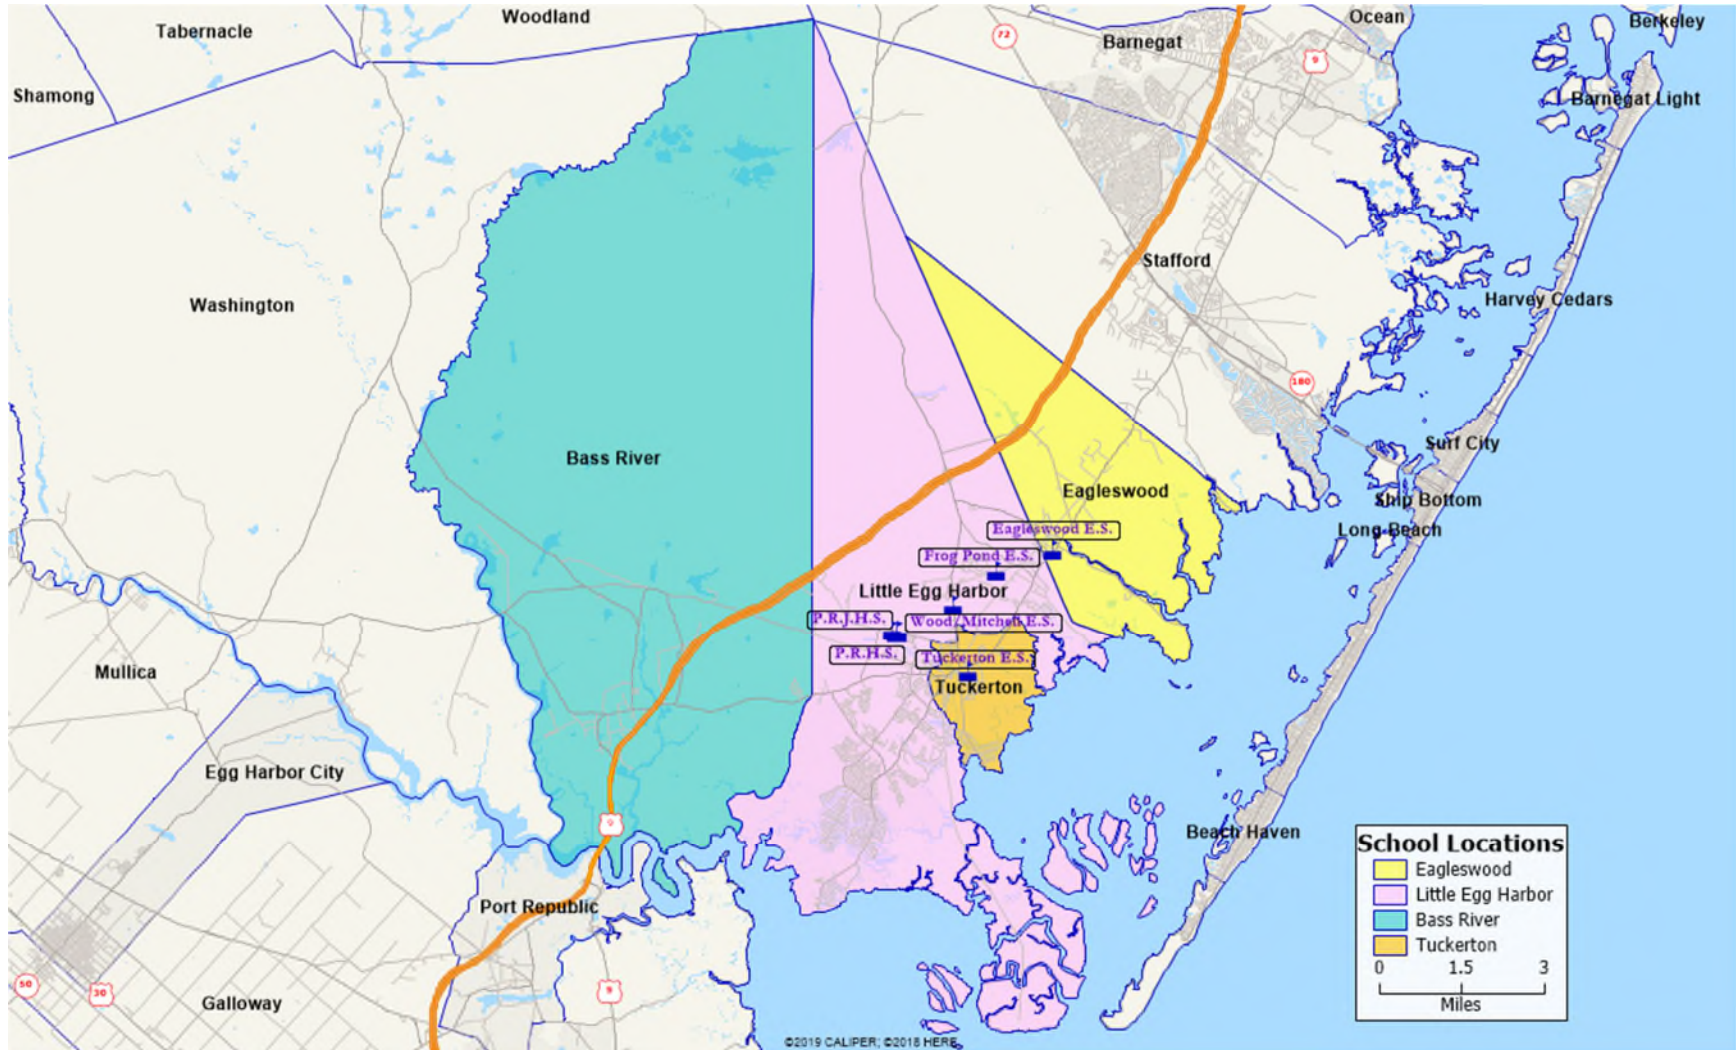 Tabernacle
Woodland
Ocean
Berkeley
72
Barnegat
9
Shamong
Barnegat Light
Stafford
Washington
Harvey Cedars
180
Bass River
Surf City
Eagleswood
Ship Bottom
Eagleswood E.S.
Long Beach
Frog Pond E.S.
Little Egg Harbor
P.R.J.H.S.
Wood/Mitchell E.S.
P.R.H.S.
Tuckerton E.S.
Mullica
Tuckerton
Egg Harbor City
9
Beach Haven
School Locations
Eagleswood
Little Egg Harbor
Bass River
Tuckerton
0 1.5 3
Miles
Port Republic
50
30
9
Galloway
©2019 CALIPER; ©2018 HERE